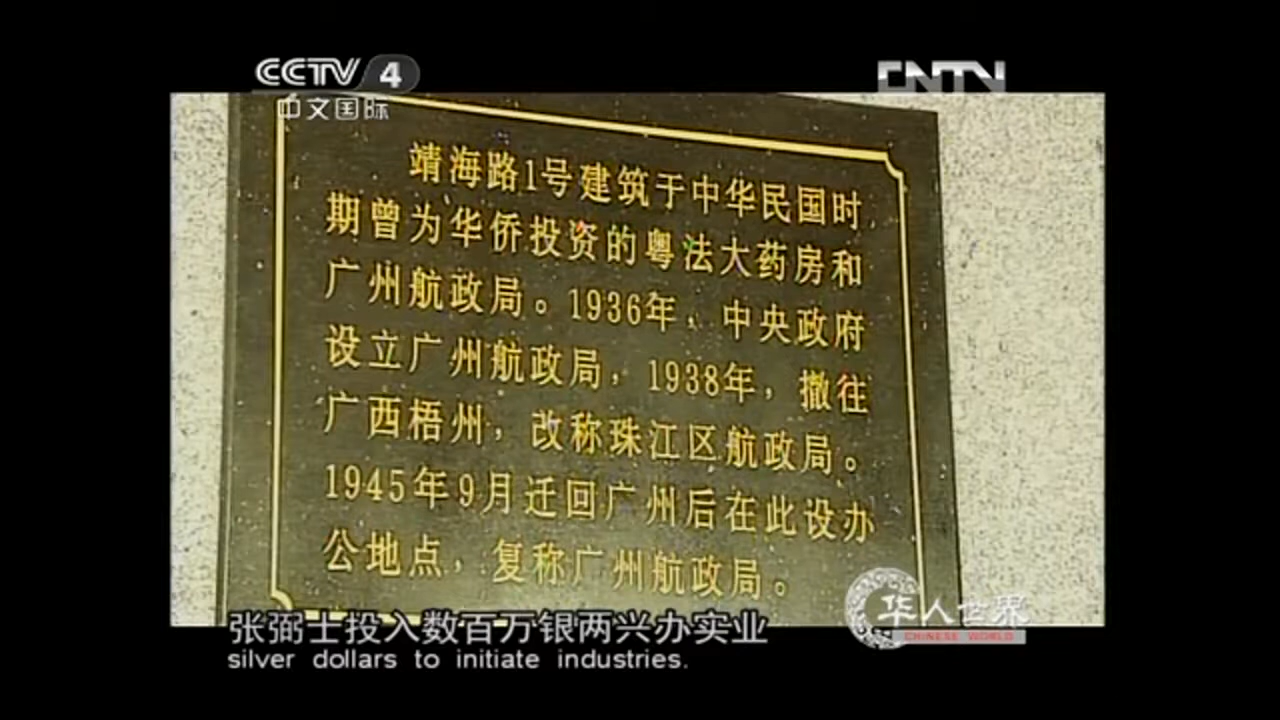 CCTV 4
中文国际
CNTV
靖海路1号建筑于中华民国时
期曾为华侨投资的粤法大药房和
广州航政局。1936年，中央政府
设立广州航政局，1938年，撤往
广西梧州，改称珠江区航政局。
1945年9月迁回广州后在此设办
公地点，复称广州航政局。
华人世界
CHINESE WORLD
张弼士投入数百万银两兴办实业
silver dollars to initiate industries.